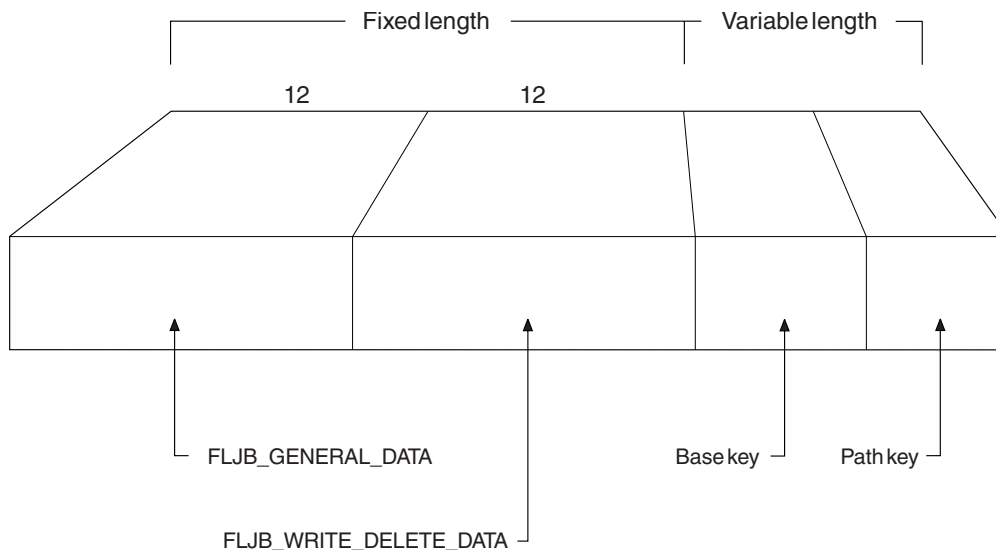 Fixed length Variable length
12 12
FLJB_GENERAL_DATA Base key Path key
FLJB_WRITE_DELETE_DATA